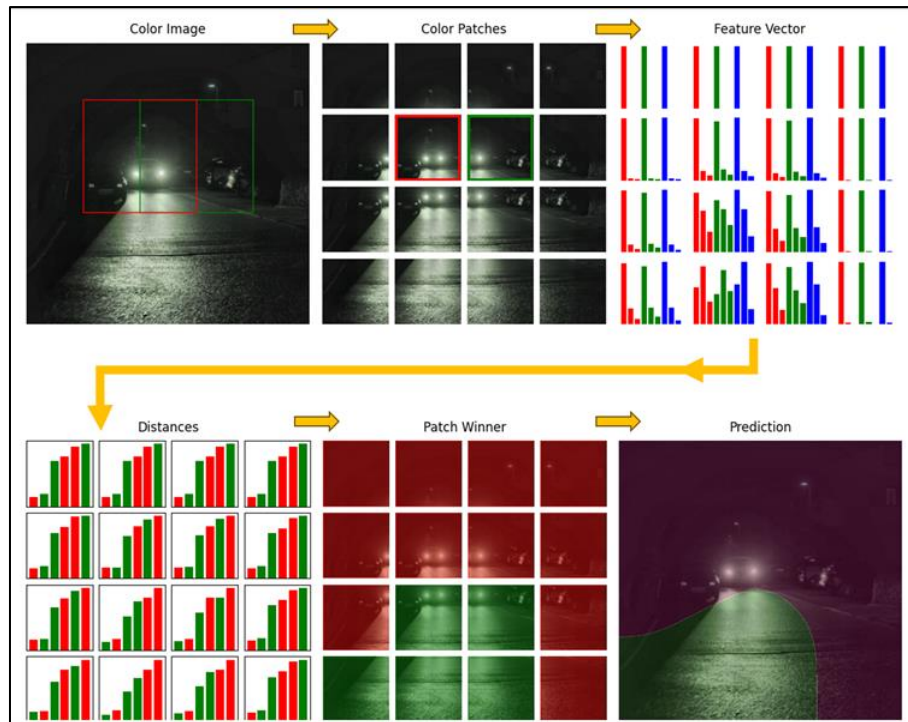 Color Image
Color Patches
Feature Vector
Distances
Patch Winner
Prediction